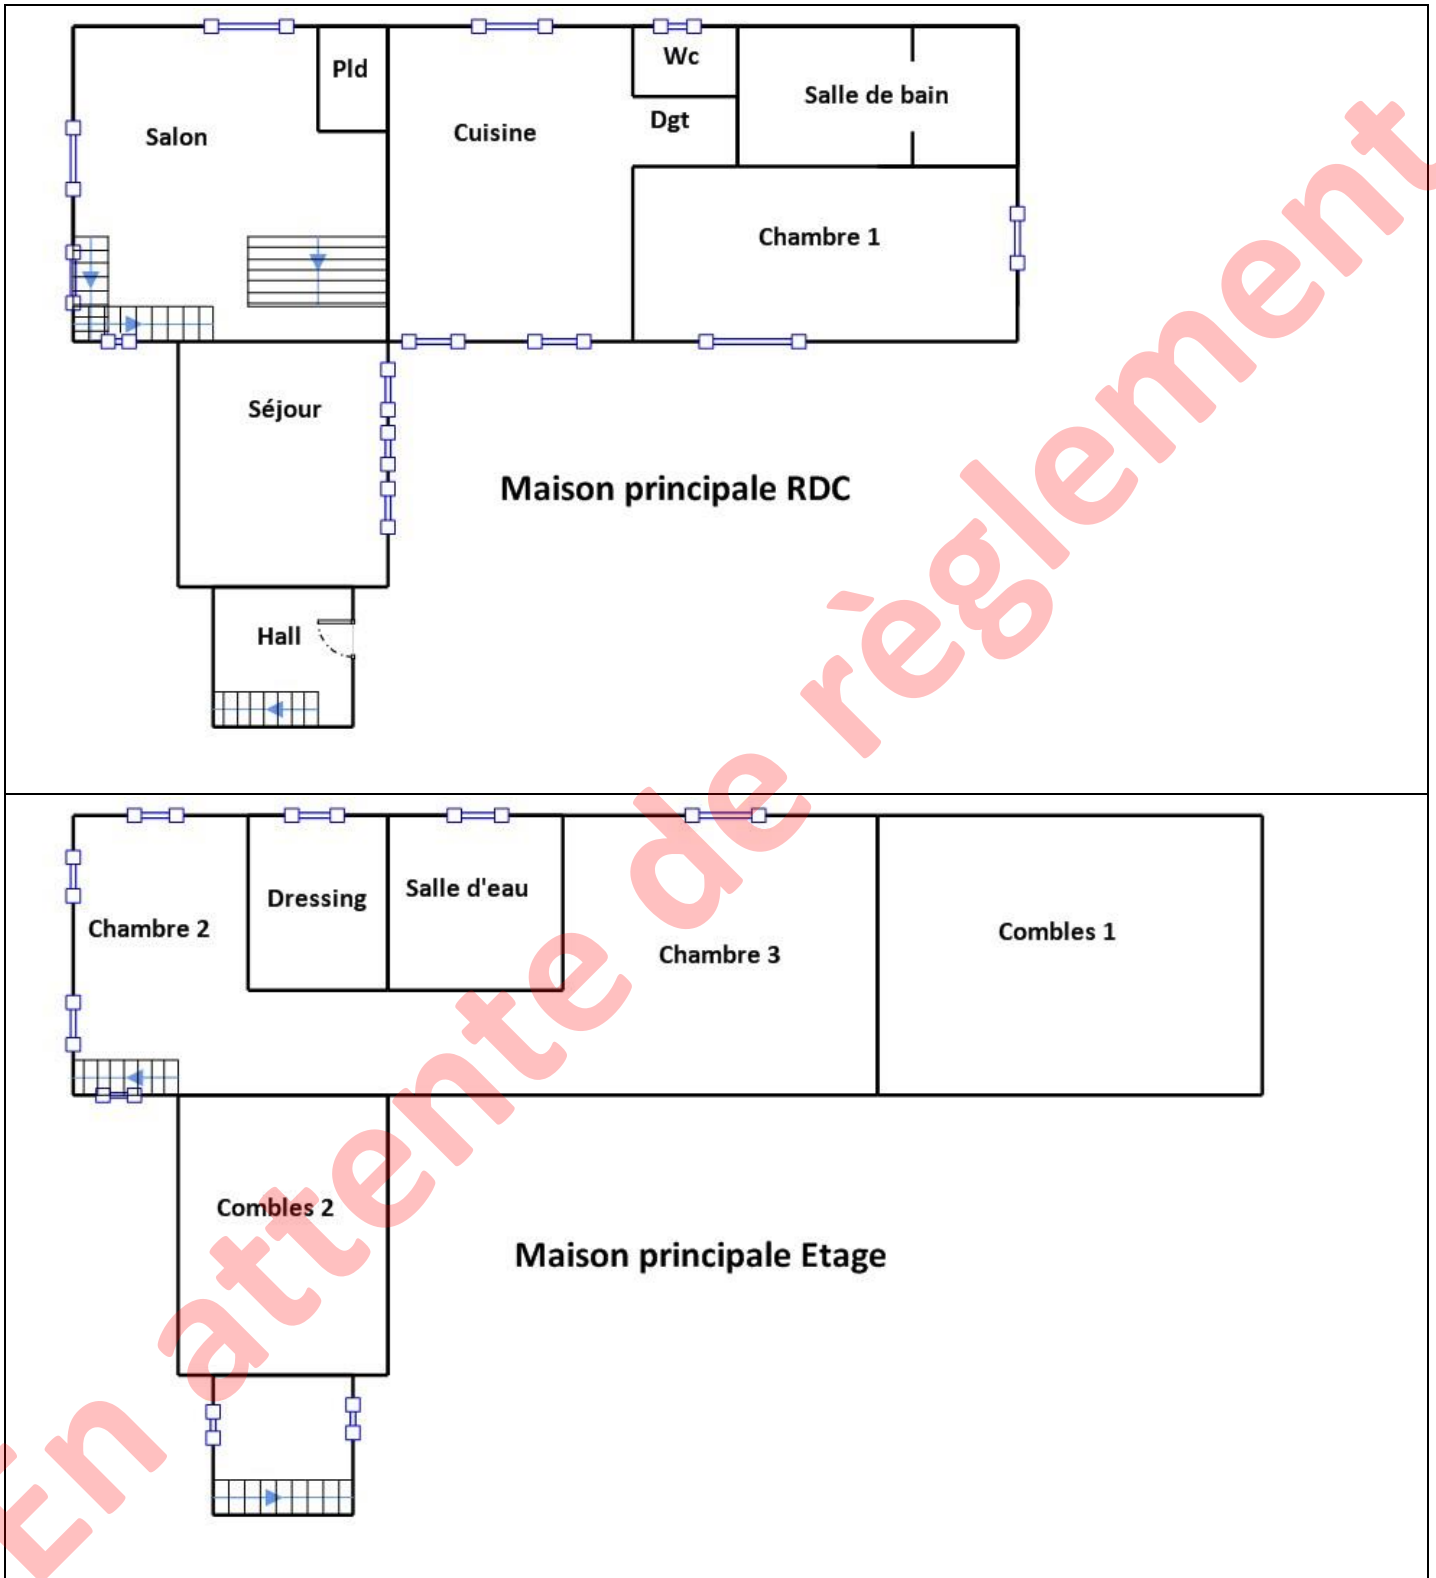 Pld
Wc
Salon
Cuisine
Dgt
Salle de bain
Chambre 1
Séjour
Maison principale RDC
Hall
Chambre 2
Dressing
Salle d'eau
Chambre 3
Combles 1
Combles 2
Maison principale Etage
En attente de règlement